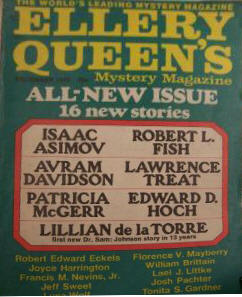 THE WORLD'S LEADING MYSTERY MAGAZINE
ELLERY
QUEEN'S
Mystery Magazine
ALL-NEW ISSUE
16 new stories
ISAAC
ASIMOV
ROBERT L.
FISH
AVRAM
DAVIDSON
LAWRENCE
TREAT
PATRICIA
McGERR
EDWARD D.
HOCH
LILLIAN de la TORRE
first new Dr. Sam: Johnson story in 13 years
Robert Edward Eckels
Joyce Harrington
Francis M. Nevins, Jr.
Jeff Sweet
Florence V. Mayberry
William Brittain
Lael J. Littke
Josh Pachter
Tonita S. Gardner